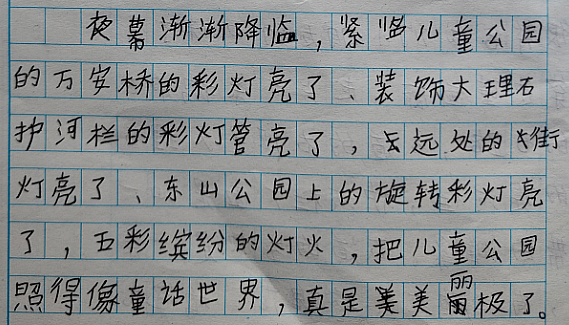 夜幕渐渐降临，紧临儿童公园
的万安桥的彩灯亮了、装饰大理石
护河栏的彩灯管亮了，远处的街
灯亮了、东山公园上的旋转彩灯亮
了，五彩缤纷的灯火，把儿童公园
照得像童话世界，真是美丽极了。